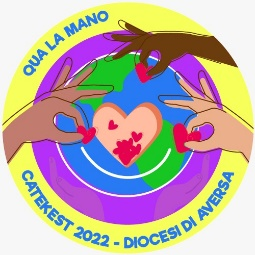 QUA LA MANO
CATEKEST 2022 - DIOCESI DI AVERSA